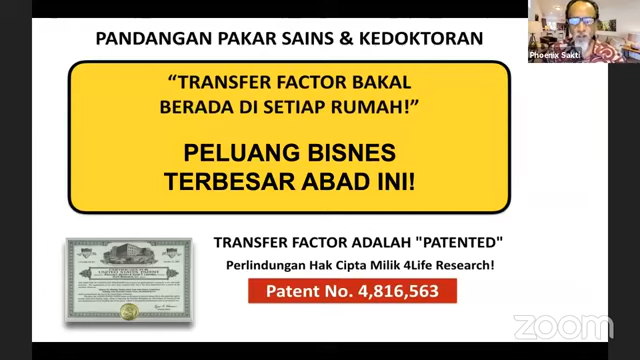 PANDANGAN PAKAR SAINS & KEDOKTORAN
“TRANSFER FACTOR BAKAL
BERADA DI SETIAP RUMAH!”
PELUANG BISNES
TERBESAR ABAD INI!
TRANSFER FACTOR ADALAH "PATENTED"
Perlindungan Hak Cipta Milik 4Life Research!
Patent No. 4,816,563
Phoenix Sakti
zoom